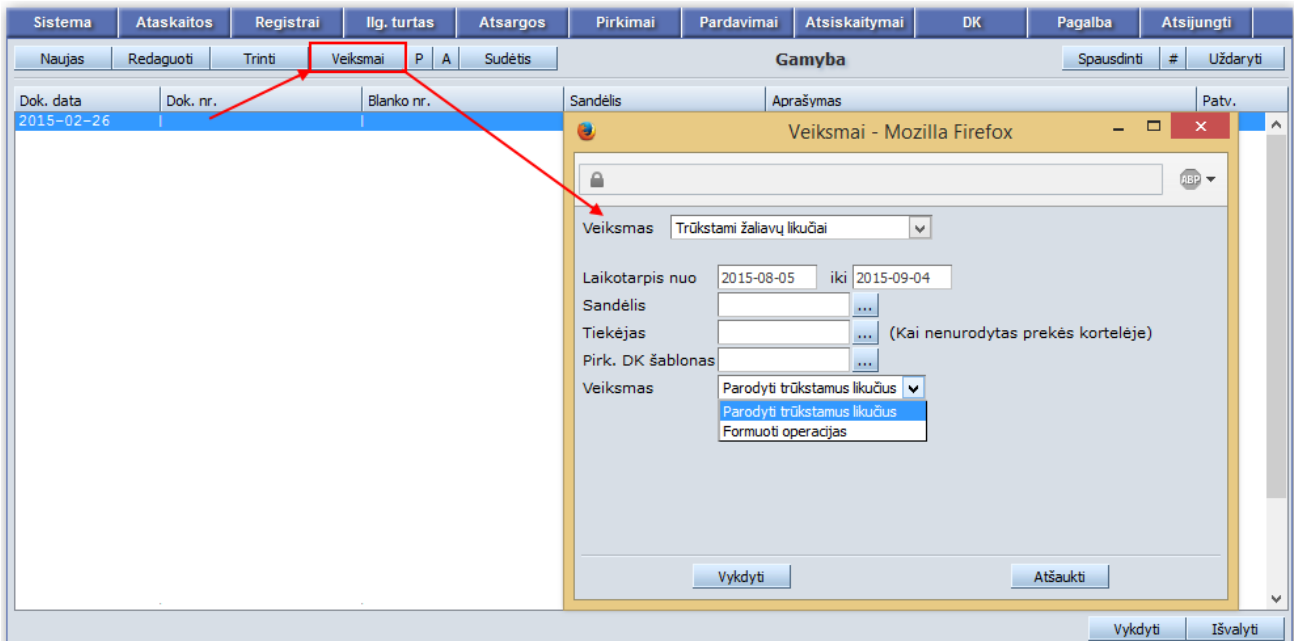 Sistema Ataskaitos Registrai Ilg. turtas Atsargos Pirkimai Pardavimai Atsiskaitymai DK Pagalba Atsijungti
Naujas Redaguoti Trinti Veiksmai P A Sudėtis Gamyba Spausdinti # Uždaryti
Dok. data Dok. nr. Blanko nr. Sandėlis Aprašymas Patv.
2015-02-26
Veiksmai - Mozilla Firefox
ABP
Veiksmas Trūkstami žaliavų likučiai
Laikotarpis nuo 2015-08-05 iki 2015-09-04
Sandėlis ...
Tiekėjas ... (Kai nenurodytas prekės kortelėje)
Pirk. DK šablonas ...
Veiksmas Parodyti trūkstamus likučius
Parodyti trūkstamus likučius
Formuoti operacijas
Vykdyti Atšaukti
Vykdyti Išvalyti